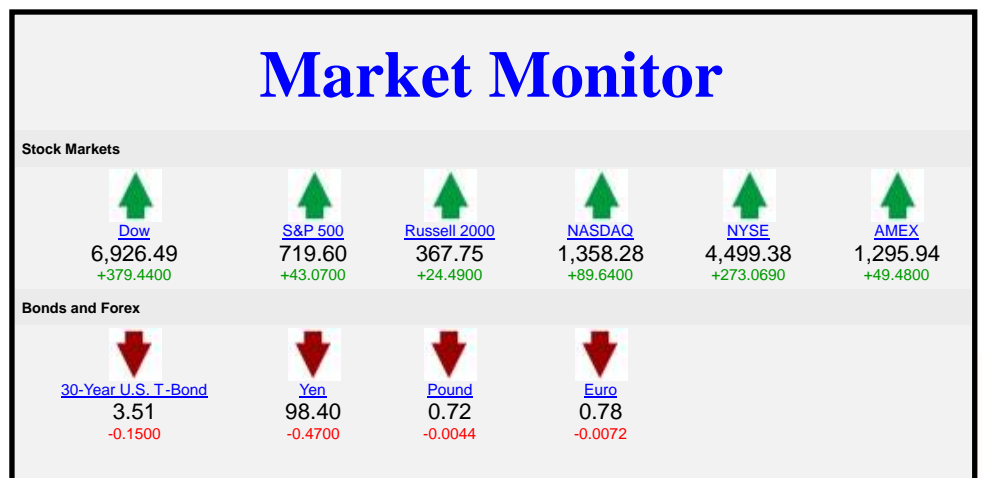 Market Monitor
Stock Markets
Dow S&P 500 Russell 2000 NASDAQ NYSE AMEX
6,926.49 719.60 367.75 1,358.28 4,499.38 1,295.94
+379.4400 +43.0700 +24.4900 +89.6400 +273.0690 +49.4800
Bonds and Forex
30-Year U.S. T-Bond Yen Pound Euro
3.51 98.40 0.72 0.78
-0.1500 -0.4700 -0.0044 -0.0072